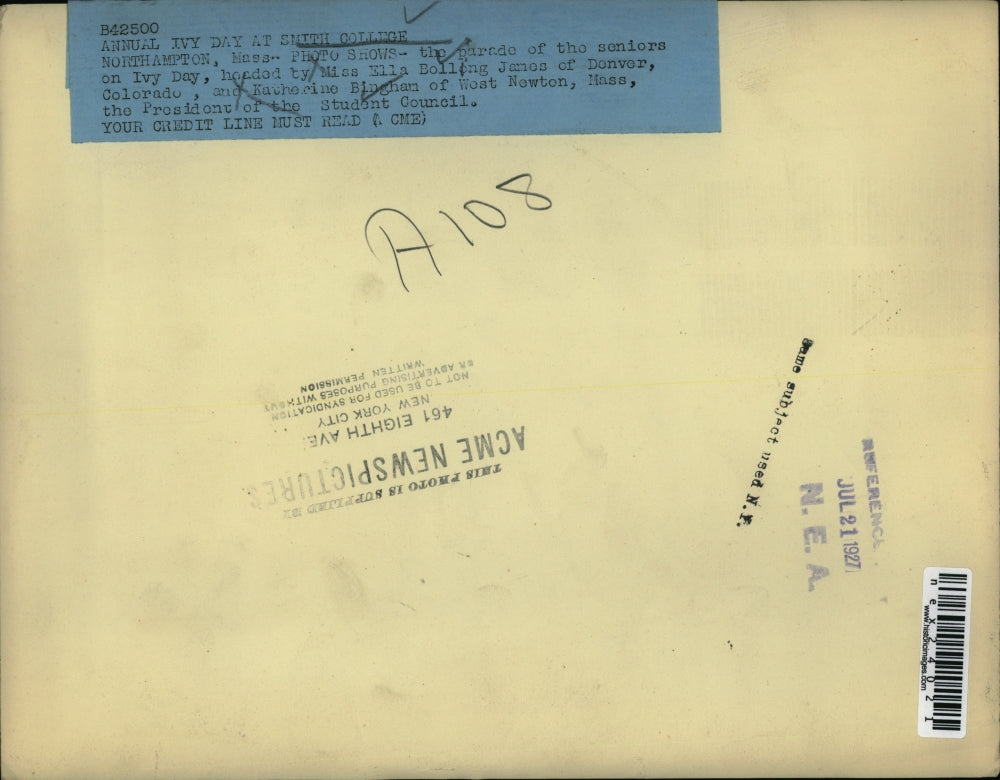 B42500
ANNUAL IVY DAY AT SMITH COLLEGE
NORTHAMPTON, Mass-- PHOTO SHOWS- the parade of the seniors
on Ivy Day, headed by Miss Ella Bolling James of Denver,
Colorado , and Katherine Bingham of West Newton, Mass,
the President of the Student Council.
YOUR CREDIT LINE MUST READ (ACME)
A108
THIS PHOTO IS SUPPLIED BY
ACME NEWSPICTURES
461 EIGHTH AVE.
NEW YORK CITY
NOT TO BE USED FOR SYNDICATION
OR ADVERTISING PURPOSES WITHOUT
WRITTEN PERMISSION
Same subject used N.Y.
REFERENCE
JUL 21 1927
N. E. A.
nex24021
www.historicimages.com